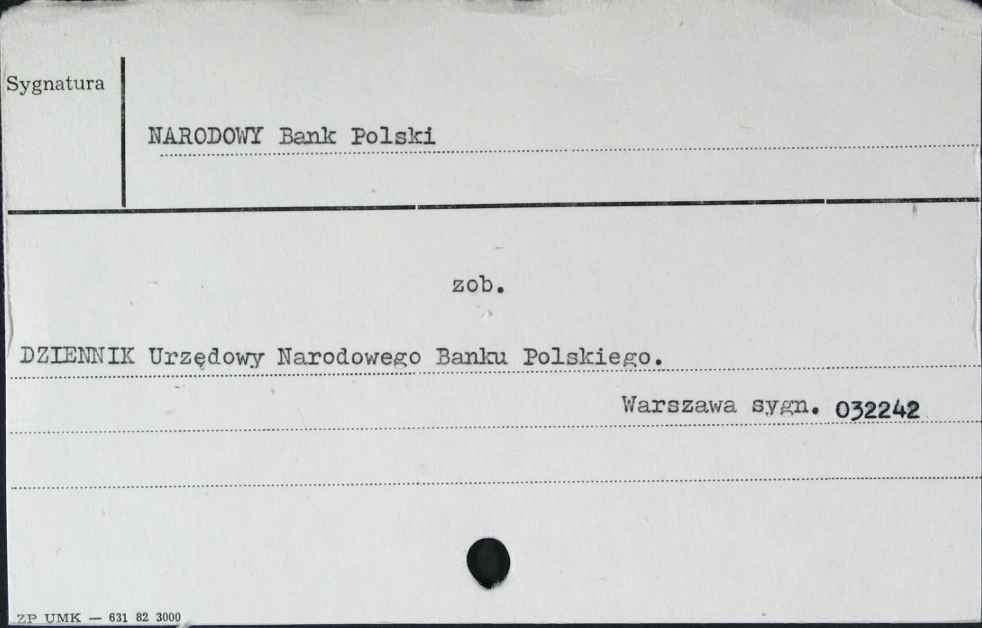 Sygnatura
NARODOWY Bank Polski
zob.
DZIENNIK Urzędowy Narodowego Banku Polskiego.
Warszawa sygn. 032242
ZP UMK — 631 82 3000